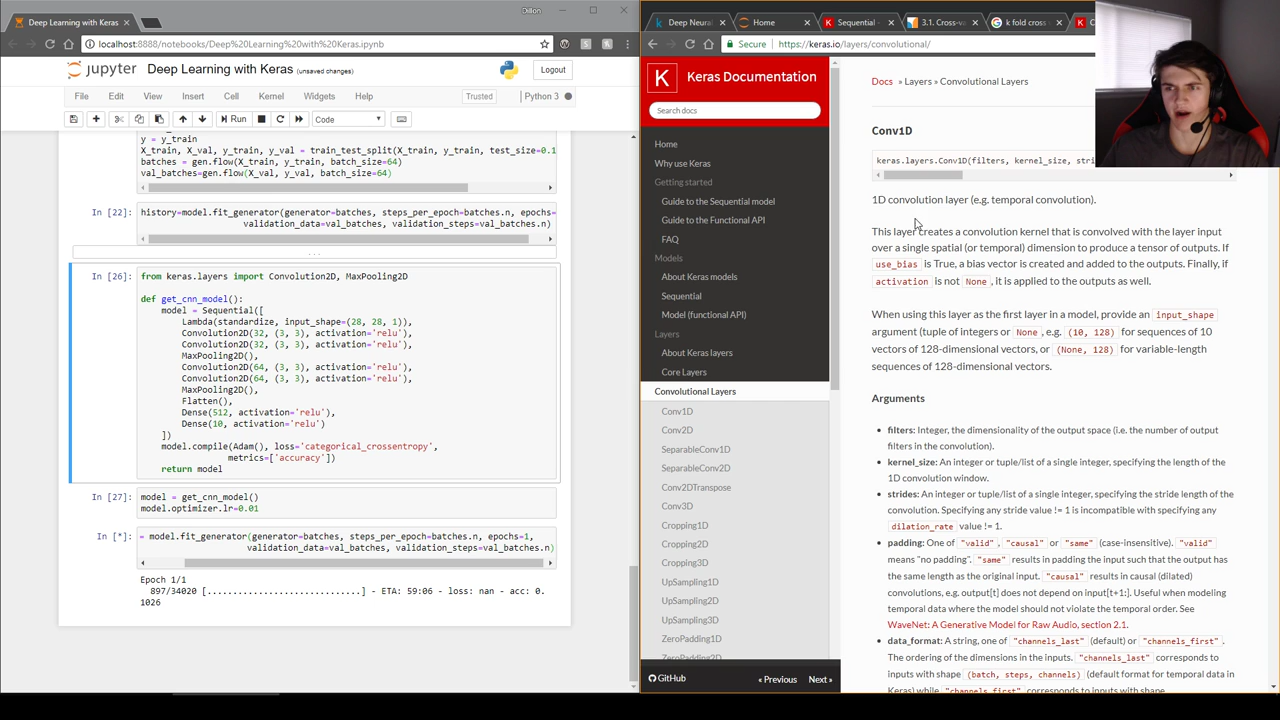 Dillon
Deep Learning with Keras
localhost:8888/notebooks/Deep%20Learning%20with%20Keras.ipynb
jupyter Deep Learning with Keras (unsaved changes)
Logout
File Edit View Insert Cell Kernel Widgets Help Trusted Python 3
Run Code
y = y_train
X_train, X_val, y_train, y_val = train_test_split(X_train, y_train, test_size=0.1
batches = gen.flow(X_train, y_train, batch_size=64)
val_batches=gen.flow(X_val, y_val, batch_size=64)
In [22]: history=model.fit_generator(generator=batches, steps_per_epoch=batches.n, epochs=
validation_data=val_batches, validation_steps=val_batches.n)
...
In [26]: from keras.layers import Convolution2D, MaxPooling2D
def get_cnn_model():
model = Sequential([
Lambda(standardize, input_shape=(28, 28, 1)),
Convolution2D(32, (3, 3), activation='relu'),
Convolution2D(32, (3, 3), activation='relu'),
MaxPooling2D(),
Convolution2D(64, (3, 3), activation='relu'),
Convolution2D(64, (3, 3), activation='relu'),
MaxPooling2D(),
Flatten(),
Dense(512, activation='relu'),
Dense(10, activation='relu')
])
model.compile(Adam(), loss='categorical_crossentropy',
metrics=['accuracy'])
return model
In [27]: model = get_cnn_model()
model.optimizer.lr=0.01
In [*]: = model.fit_generator(generator=batches, steps_per_epoch=batches.n, epochs=1,
validation_data=val_batches, validation_steps=val_batches.n)
Epoch 1/1
897/34020 [..............................] - ETA: 59:06 - loss: nan - acc: 0.
1026
Deep Neural Home Sequential - 3.1. Cross-va k fold cross -
Secure https://keras.io/layers/convolutional/
K Keras Documentation
Search docs
Home
Why use Keras
Getting started
Guide to the Sequential model
Guide to the Functional API
FAQ
Models
About Keras models
Sequential
Model (functional API)
Layers
About Keras layers
Core Layers
Convolutional Layers
Conv1D
Conv2D
SeparableConv1D
SeparableConv2D
Conv2DTranspose
Conv3D
Cropping1D
Cropping2D
Cropping3D
UpSampling1D
UpSampling2D
UpSampling3D
ZeroPadding1D
ZeroPadding2D
GitHub « Previous Next »
Docs » Layers » Convolutional Layers
Conv1D
keras.layers.Conv1D(filters, kernel_size, stri
1D convolution layer (e.g. temporal convolution).
This layer creates a convolution kernel that is convolved with the layer input
over a single spatial (or temporal) dimension to produce a tensor of outputs. If
use_bias is True, a bias vector is created and added to the outputs. Finally, if
activation is not None, it is applied to the outputs as well.
When using this layer as the first layer in a model, provide an input_shape
argument (tuple of integers or None, e.g. (10, 128) for sequences of 10
vectors of 128-dimensional vectors, or (None, 128) for variable-length
sequences of 128-dimensional vectors.
Arguments
• filters: Integer, the dimensionality of the output space (i.e. the number of output
filters in the convolution).
• kernel_size: An integer or tuple/list of a single integer, specifying the length of the
1D convolution window.
• strides: An integer or tuple/list of a single integer, specifying the stride length of the
convolution. Specifying any stride value != 1 is incompatible with specifying any
dilation_rate value != 1.
• padding: One of "valid", "causal" or "same" (case-insensitive). "valid"
means "no padding". "same" results in padding the input such that the output has
the same length as the original input. "causal" results in causal (dilated)
convolutions, e.g. output[t] does not depend on input[t+1:]. Useful when modeling
temporal data where the model should not violate the temporal order. See
WaveNet: A Generative Model for Raw Audio, section 2.1.
• data_format: A string, one of "channels_last" (default) or "channels_first".
The ordering of the dimensions in the inputs. "channels_last" corresponds to
inputs with shape (batch, steps, channels) (default format for temporal data in
Keras) while "channels_first" corresponds to inputs with shape